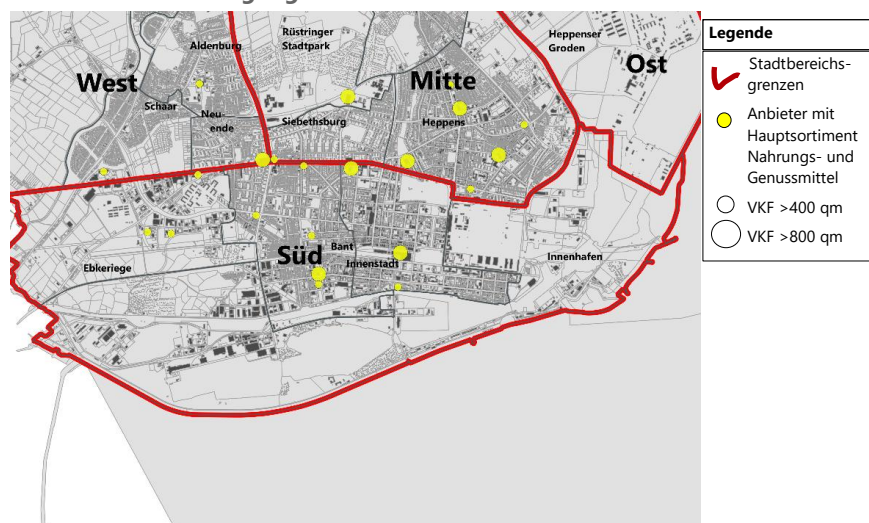 Rüstringer
Stadtpark
Heppenser
Groden
Aldenburg
West
Mitte
Ost
Schaar
Neu-
ende
Siebethsburg
Heppens
Süd
Bant
Innenstadt
Innenhafen
Ebkeriege
Legende
Stadtbereichs-
grenzen
Anbieter mit
Hauptsortiment
Nahrungs- und
Genussmittel
VKF >400 qm
VKF >800 qm